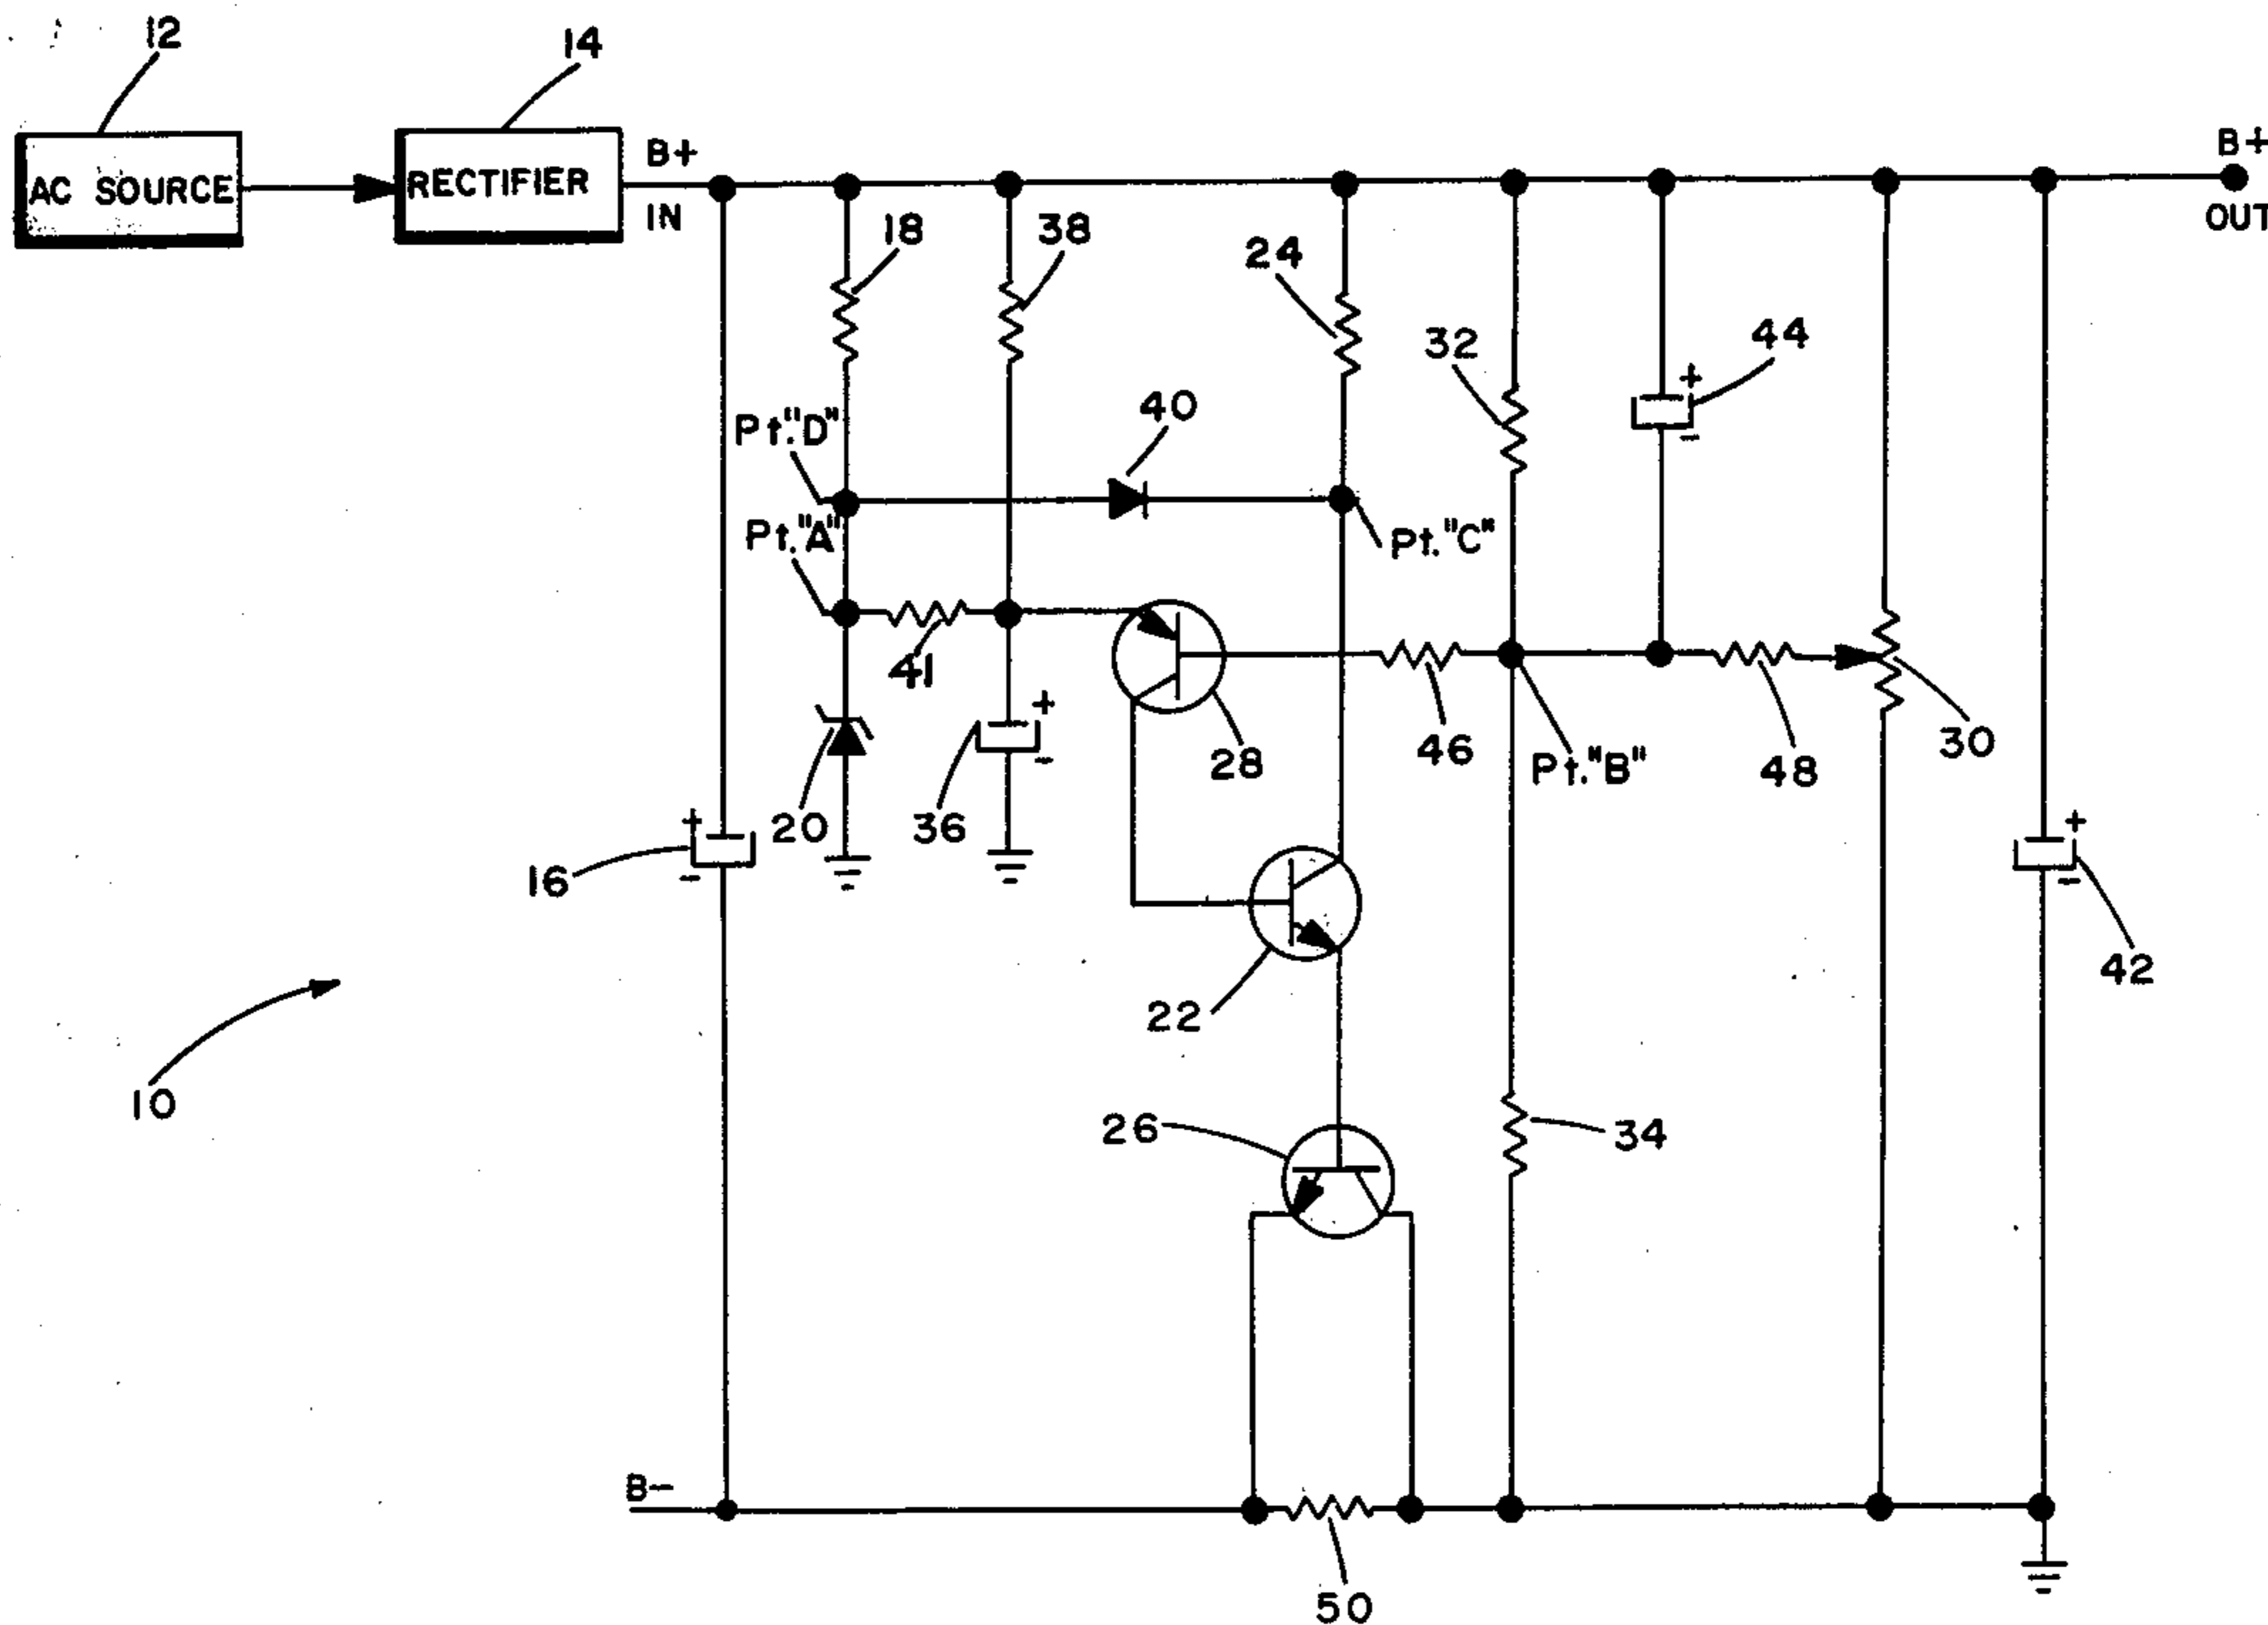 12
14
AC SOURCE
RECTIFIER
B+
IN
B+
OUT
18
38
24
32
44
Pt."D"
40
Pt."A"
Pt."C"
41
28
46
Pt."B"
48
30
+
-
20
36
+
-
+
-
16
+
-
42
22
10
26
34
B-
50